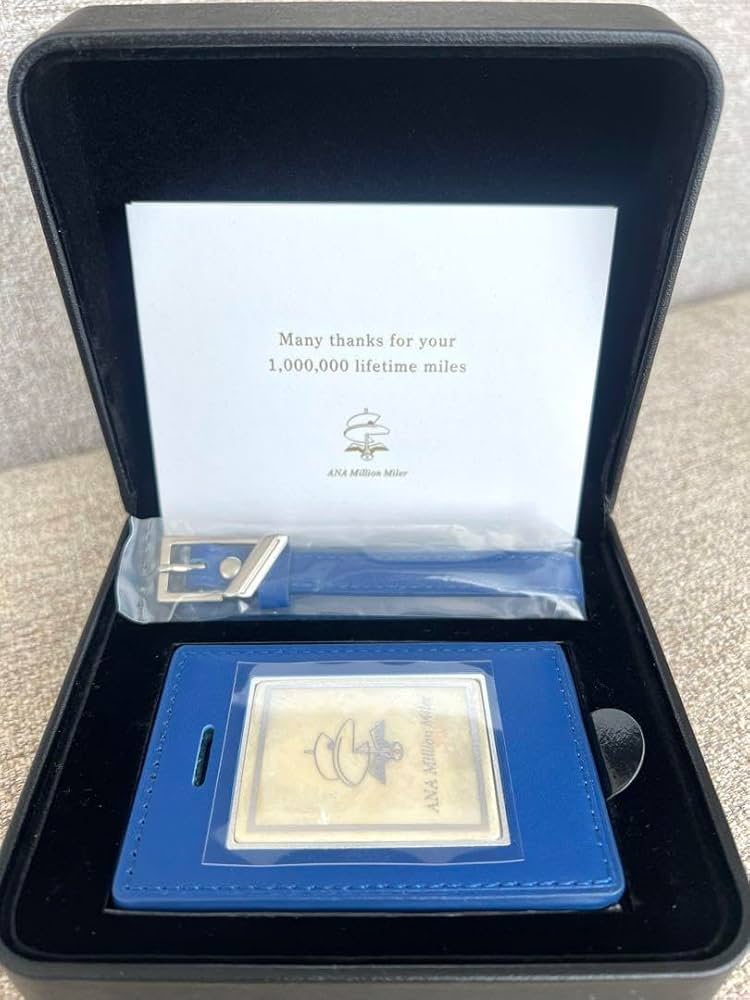 Many thanks for your
1,000,000 lifetime miles
ANA Million Miler
ANA Million Miler